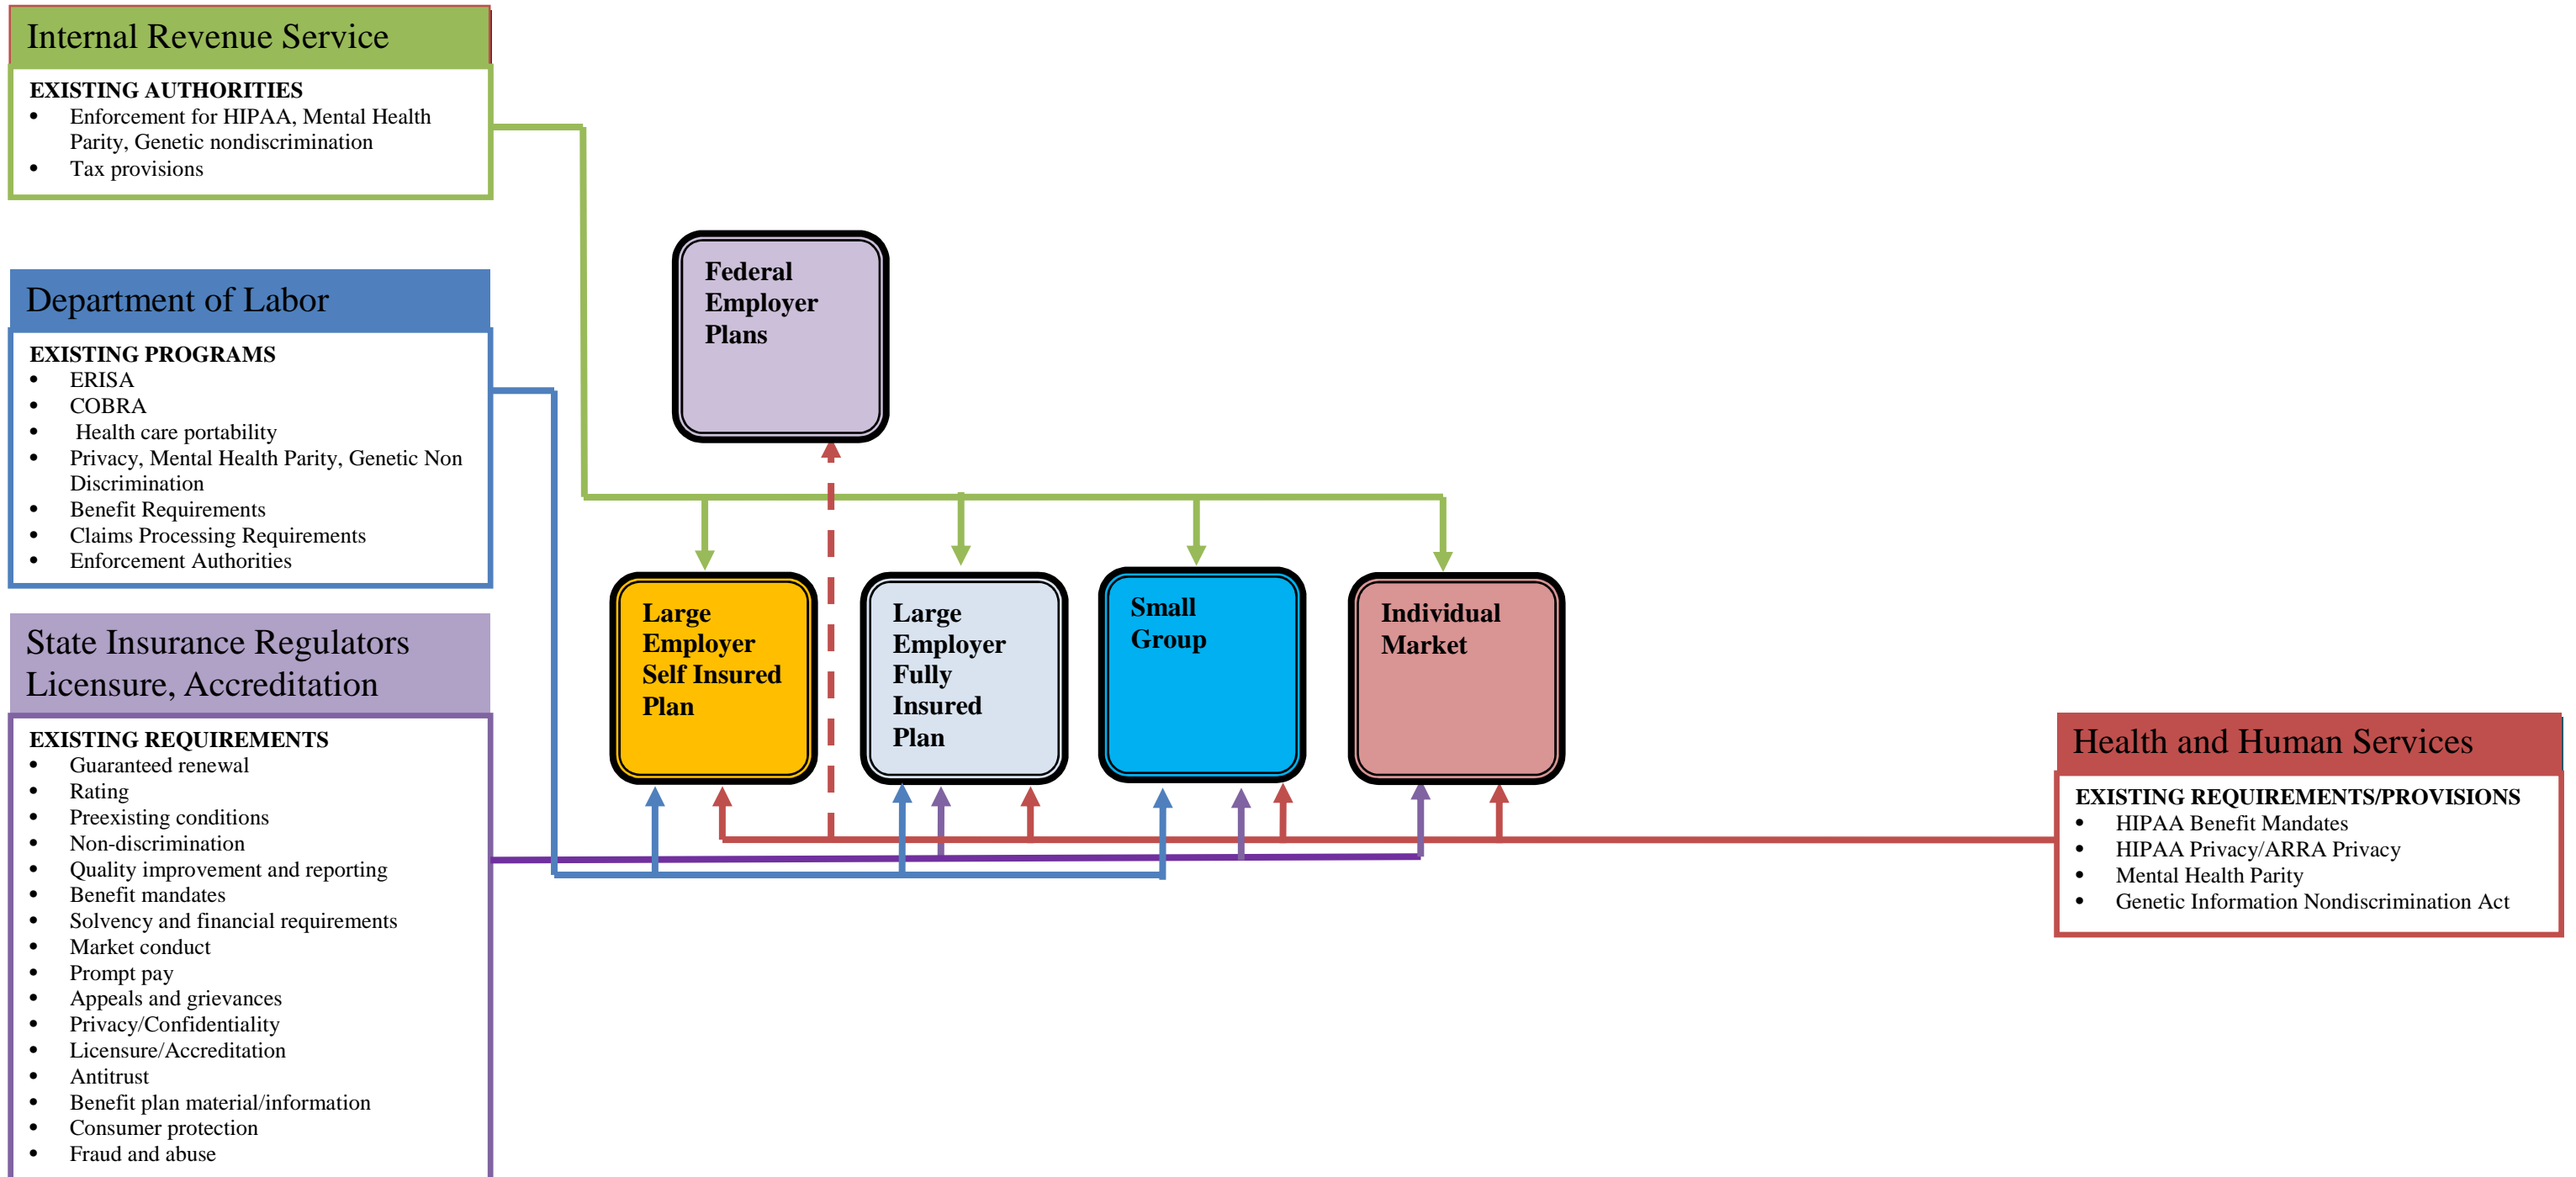 Internal Revenue Service
EXISTING AUTHORITIES
• Enforcement for HIPAA, Mental Health
Parity, Genetic nondiscrimination
• Tax provisions
Department of Labor
EXISTING PROGRAMS
• ERISA
• COBRA
• Health care portability
• Privacy, Mental Health Parity, Genetic Non
Discrimination
• Benefit Requirements
• Claims Processing Requirements
• Enforcement Authorities
State Insurance Regulators
Licensure, Accreditation
EXISTING REQUIREMENTS
• Guaranteed renewal
• Rating
• Preexisting conditions
• Non-discrimination
• Quality improvement and reporting
• Benefit mandates
• Solvency and financial requirements
• Market conduct
• Prompt pay
• Appeals and grievances
• Privacy/Confidentiality
• Licensure/Accreditation
• Antitrust
• Benefit plan material/information
• Consumer protection
• Fraud and abuse
Federal
Employer
Plans
Large
Employer
Self Insured
Plan
Large
Employer
Fully
Insured
Plan
Small
Group
Individual
Market
Health and Human Services
EXISTING REQUIREMENTS/PROVISIONS
• HIPAA Benefit Mandates
• HIPAA Privacy/ARRA Privacy
• Mental Health Parity
• Genetic Information Nondiscrimination Act